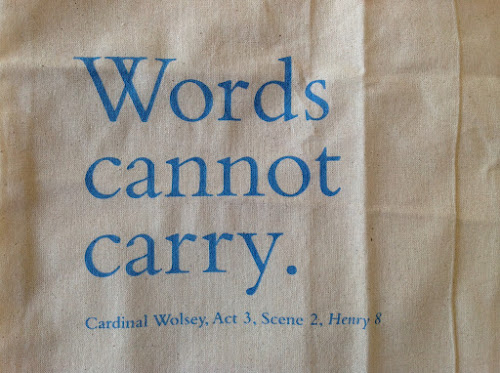 Words
cannot
carry.
Cardinal Wolsey, Act 3, Scene 2, Henry 8